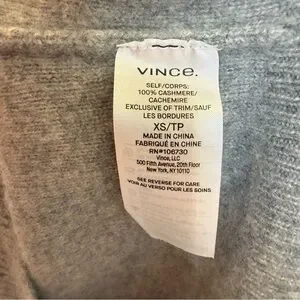 VINCE.
SELF/CORPS:
100% CASHMERE/
CACHEMIRE
EXCLUSIVE OF TRIM/SAUF
LES BORDURES
XS/TP
MADE IN CHINA
FABRIQUÉ EN CHINE
RN#106730
Vince, LLC
500 Fifth Avenue, 20th Floor
New York, NY 10110
SEE REVERSE FOR CARE
VOIR AU VERSO POUR LES SOINS